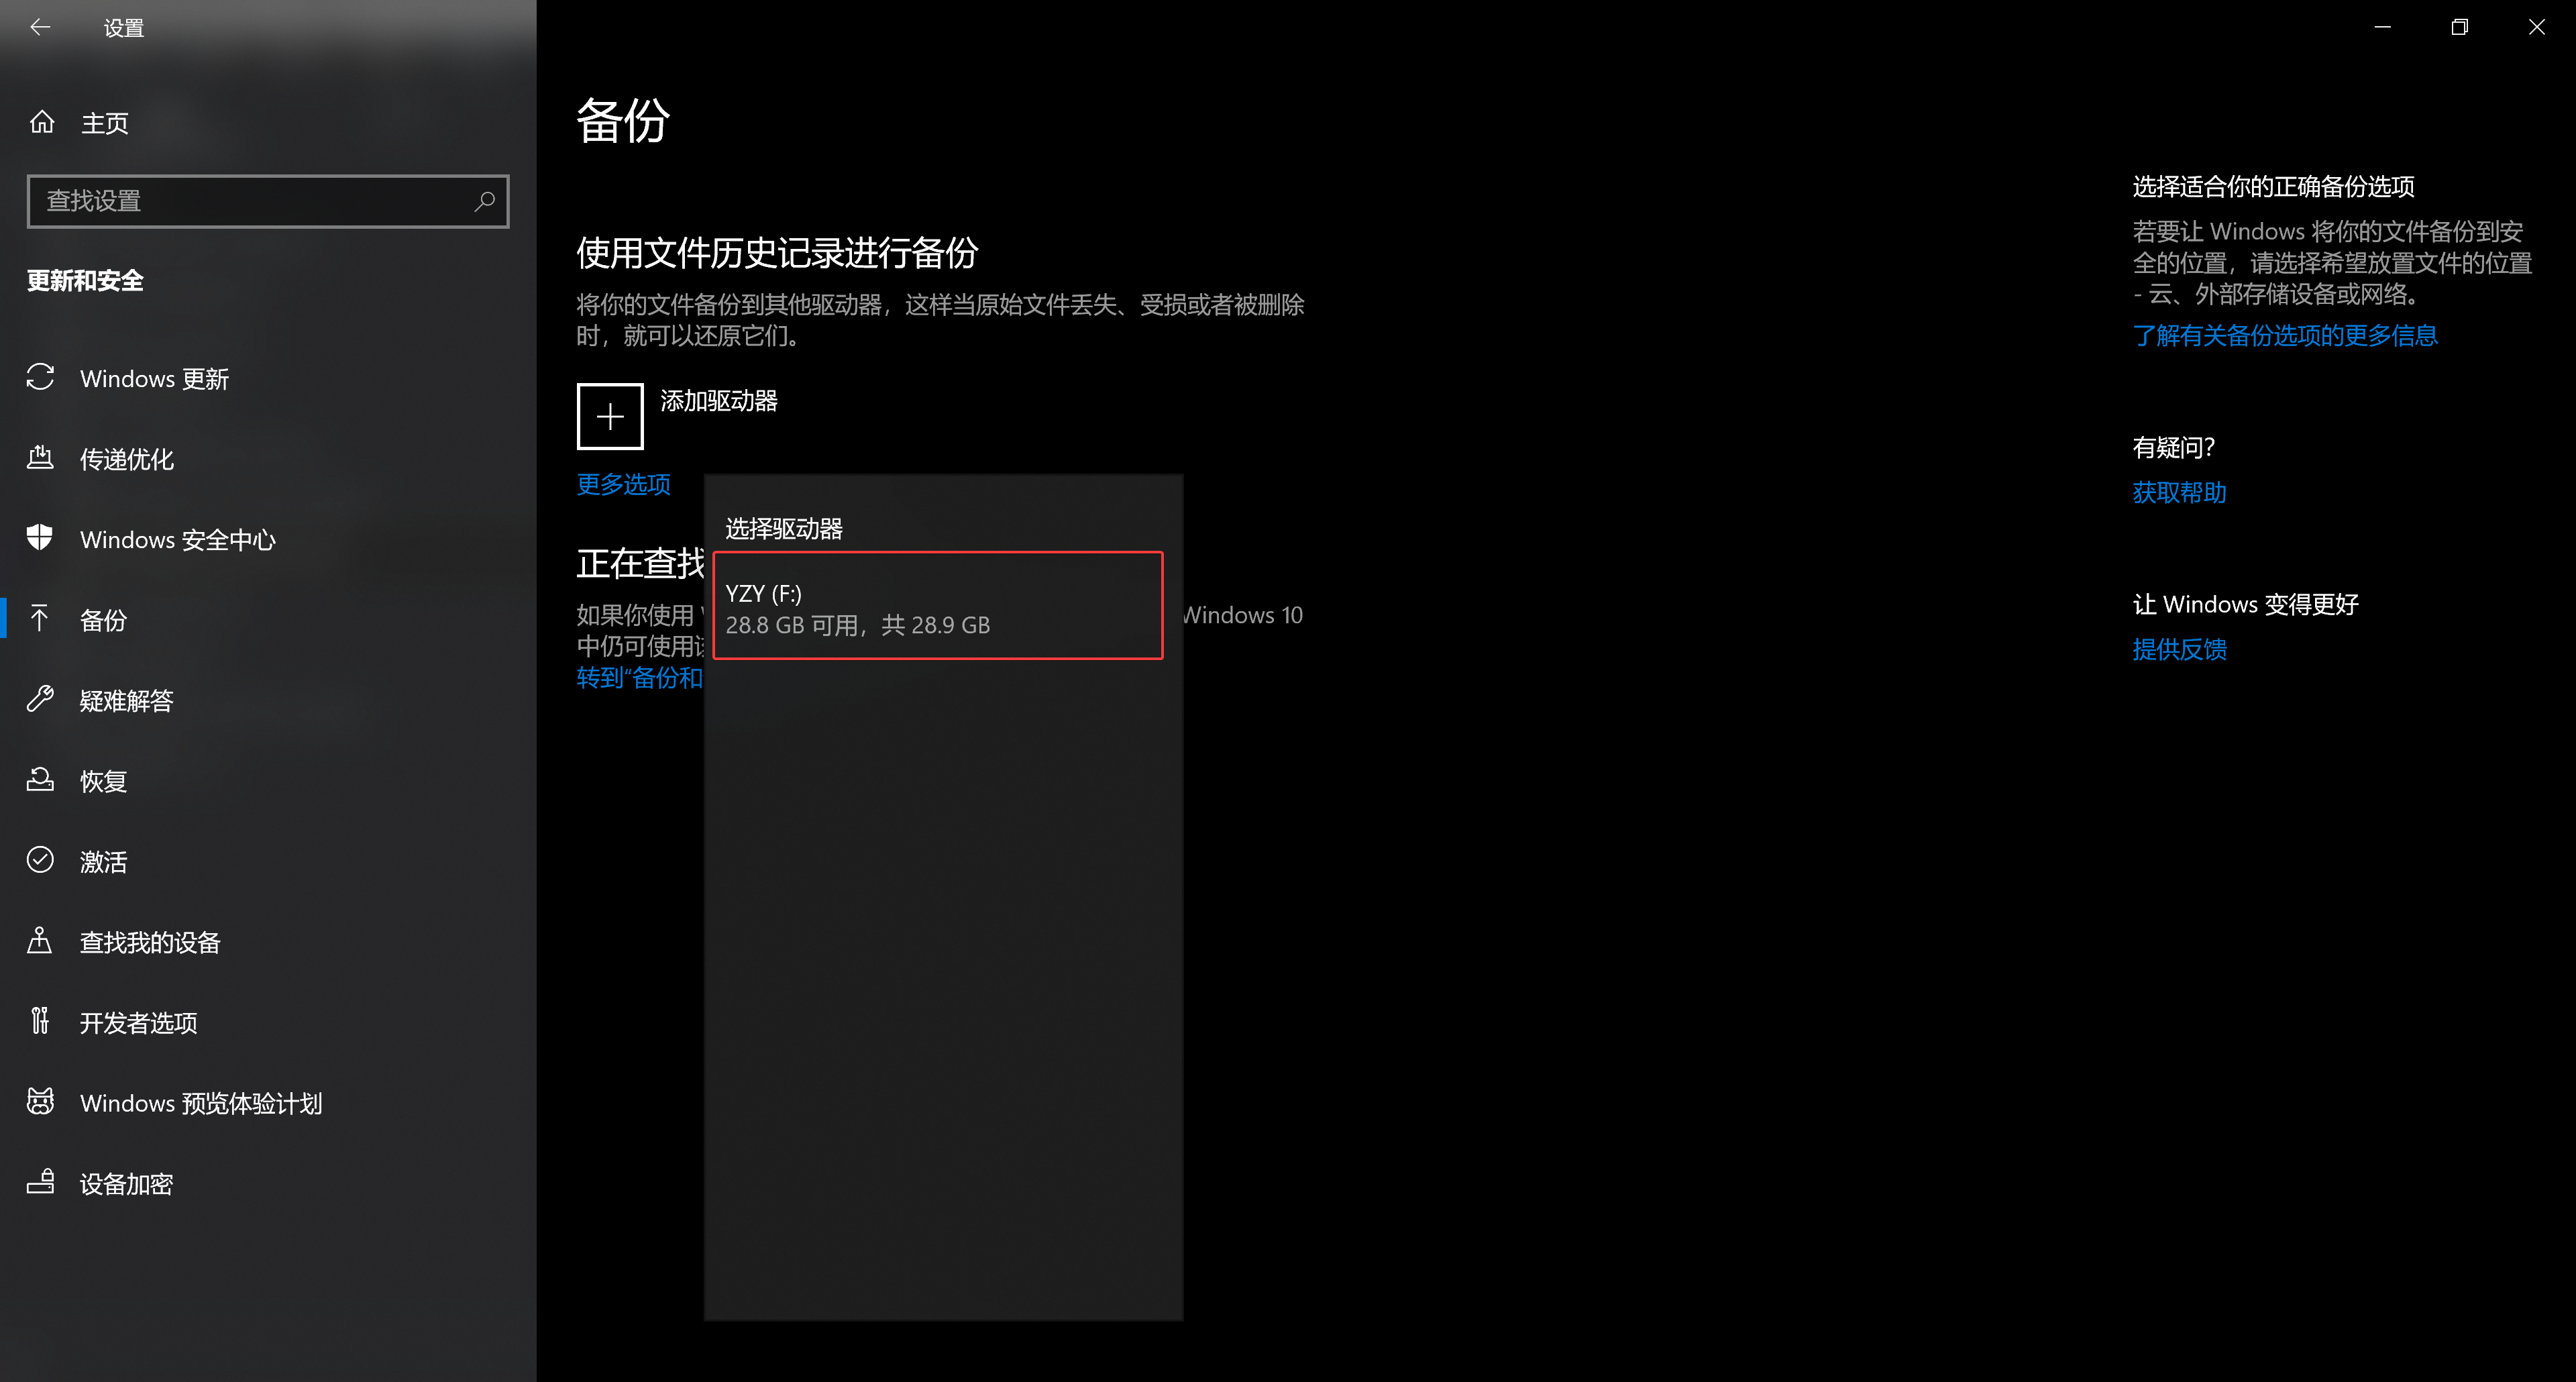 设置
主页
查找设置
更新和安全
Windows 更新
传递优化
Windows 安全中心
备份
疑难解答
恢复
激活
查找我的设备
开发者选项
Windows 预览体验计划
设备加密
备份
使用文件历史记录进行备份
将你的文件备份到其他驱动器，这样当原始文件丢失、受损或者被删除
时，就可以还原它们。
添加驱动器
更多选项
选择驱动器
YZY (F:)
28.8 GB 可用，共 28.9 GB
正在查找
如果你使用 Windows 10
中仍可使用
转到“备份和
选择适合你的正确备份选项
若要让 Windows 将你的文件备份到安
全的位置，请选择希望放置文件的位置
- 云、外部存储设备或网络。
了解有关备份选项的更多信息
有疑问？
获取帮助
让 Windows 变得更好
提供反馈